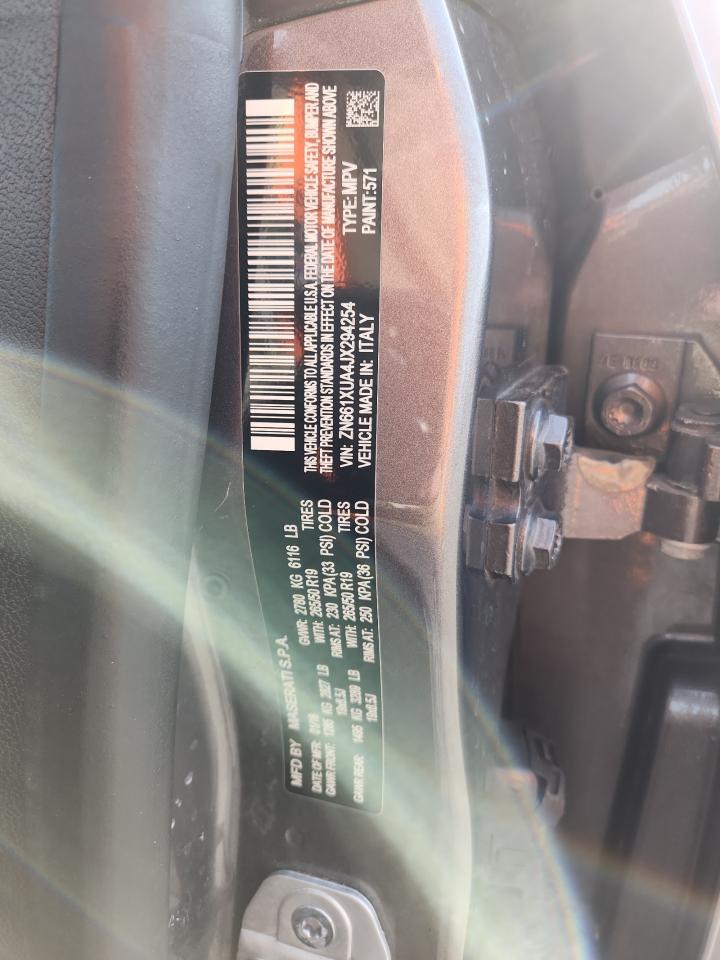 MFD BY MASERATI S.P.A.
DATE OF MFR: 01/18 GVWR: 2780 KG 6116 LB
GAWR FRONT: 1285 KG 2827 LB WITH: 265/50 R19 TIRES
19x8.5J RIMS AT: 230 KPA(33 PSI) COLD
GAWR REAR: 1495 KG 3289 LB WITH: 265/50 R19 TIRES
19x8.5J RIMS AT: 250 KPA(36 PSI) COLD
THIS VEHICLE CONFORMS TO ALL APPLICABLE U.S.A. FEDERAL MOTOR VEHICLE SAFETY, BUMPER AND
THEFT PREVENTION STANDARDS IN EFFECT ON THE DATE OF MANUFACTURE SHOWN ABOVE
VIN: ZN661XUA4JX294254 TYPE: MPV
VEHICLE MADE IN: ITALY PAINT: 571